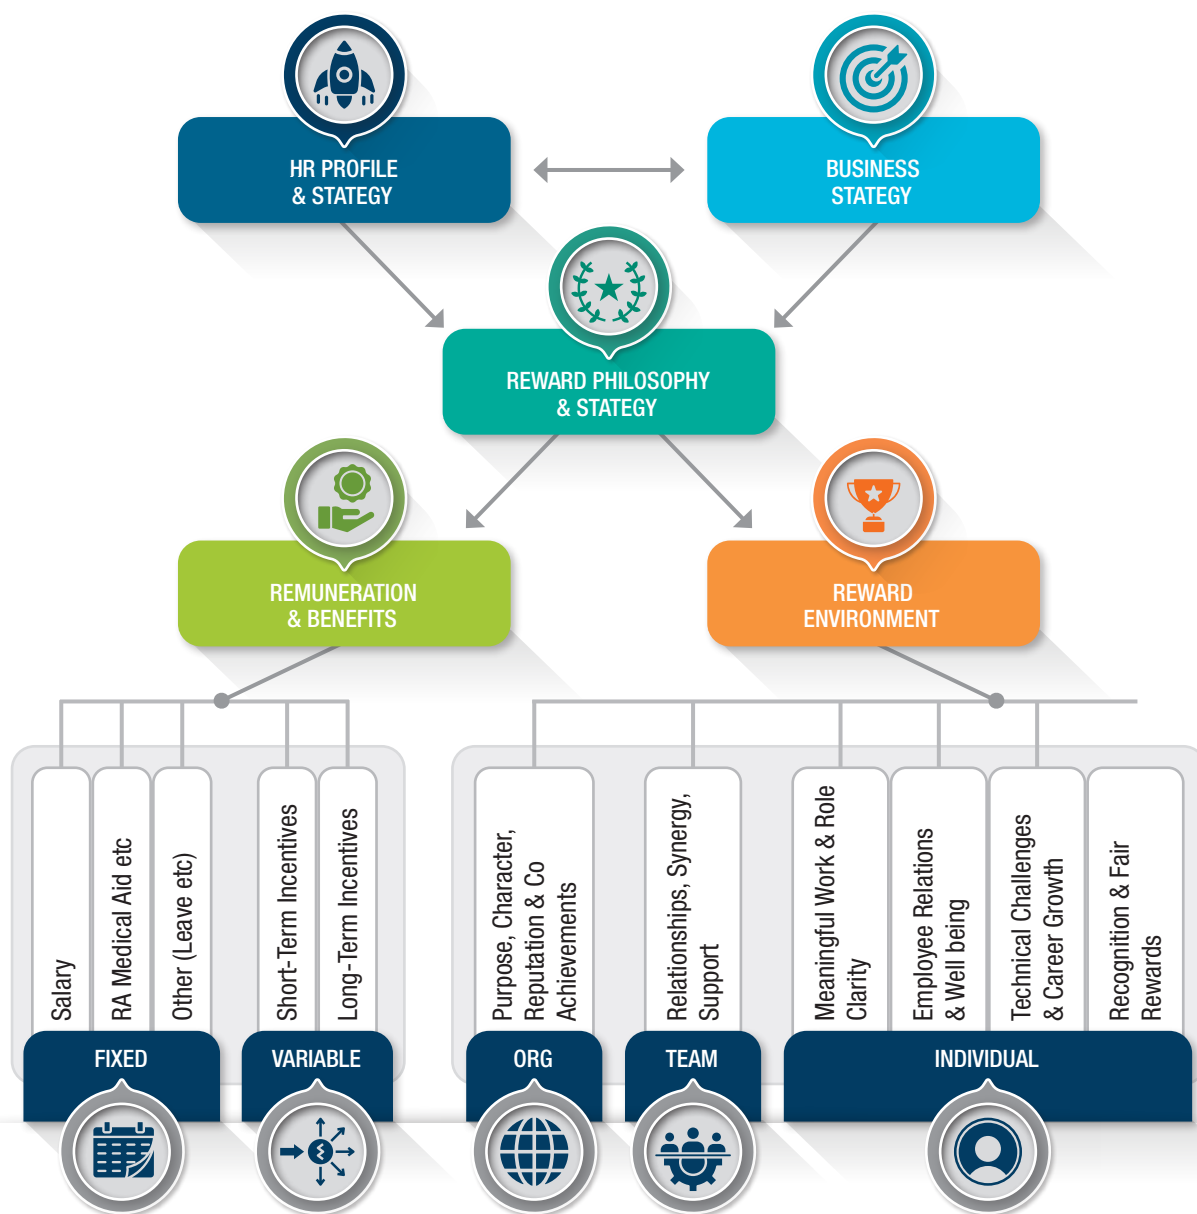 HR PROFILE
& STATEGY
BUSINESS
STATEGY
REWARD PHILOSOPHY
& STATEGY
REMUNERATION
& BENEFITS
REWARD
ENVIRONMENT
Salary
RA Medical Aid etc
Other (Leave etc)
Short-Term Incentives
Long-Term Incentives
Purpose, Character,
Reputation & Co
Achievements
Relationships, Synergy,
Support
Meaningful Work & Role
Clarity
Employee Relations
& Well being
Technical Challenges
& Career Growth
Recognition & Fair
Rewards
FIXED
VARIABLE
ORG
TEAM
INDIVIDUAL